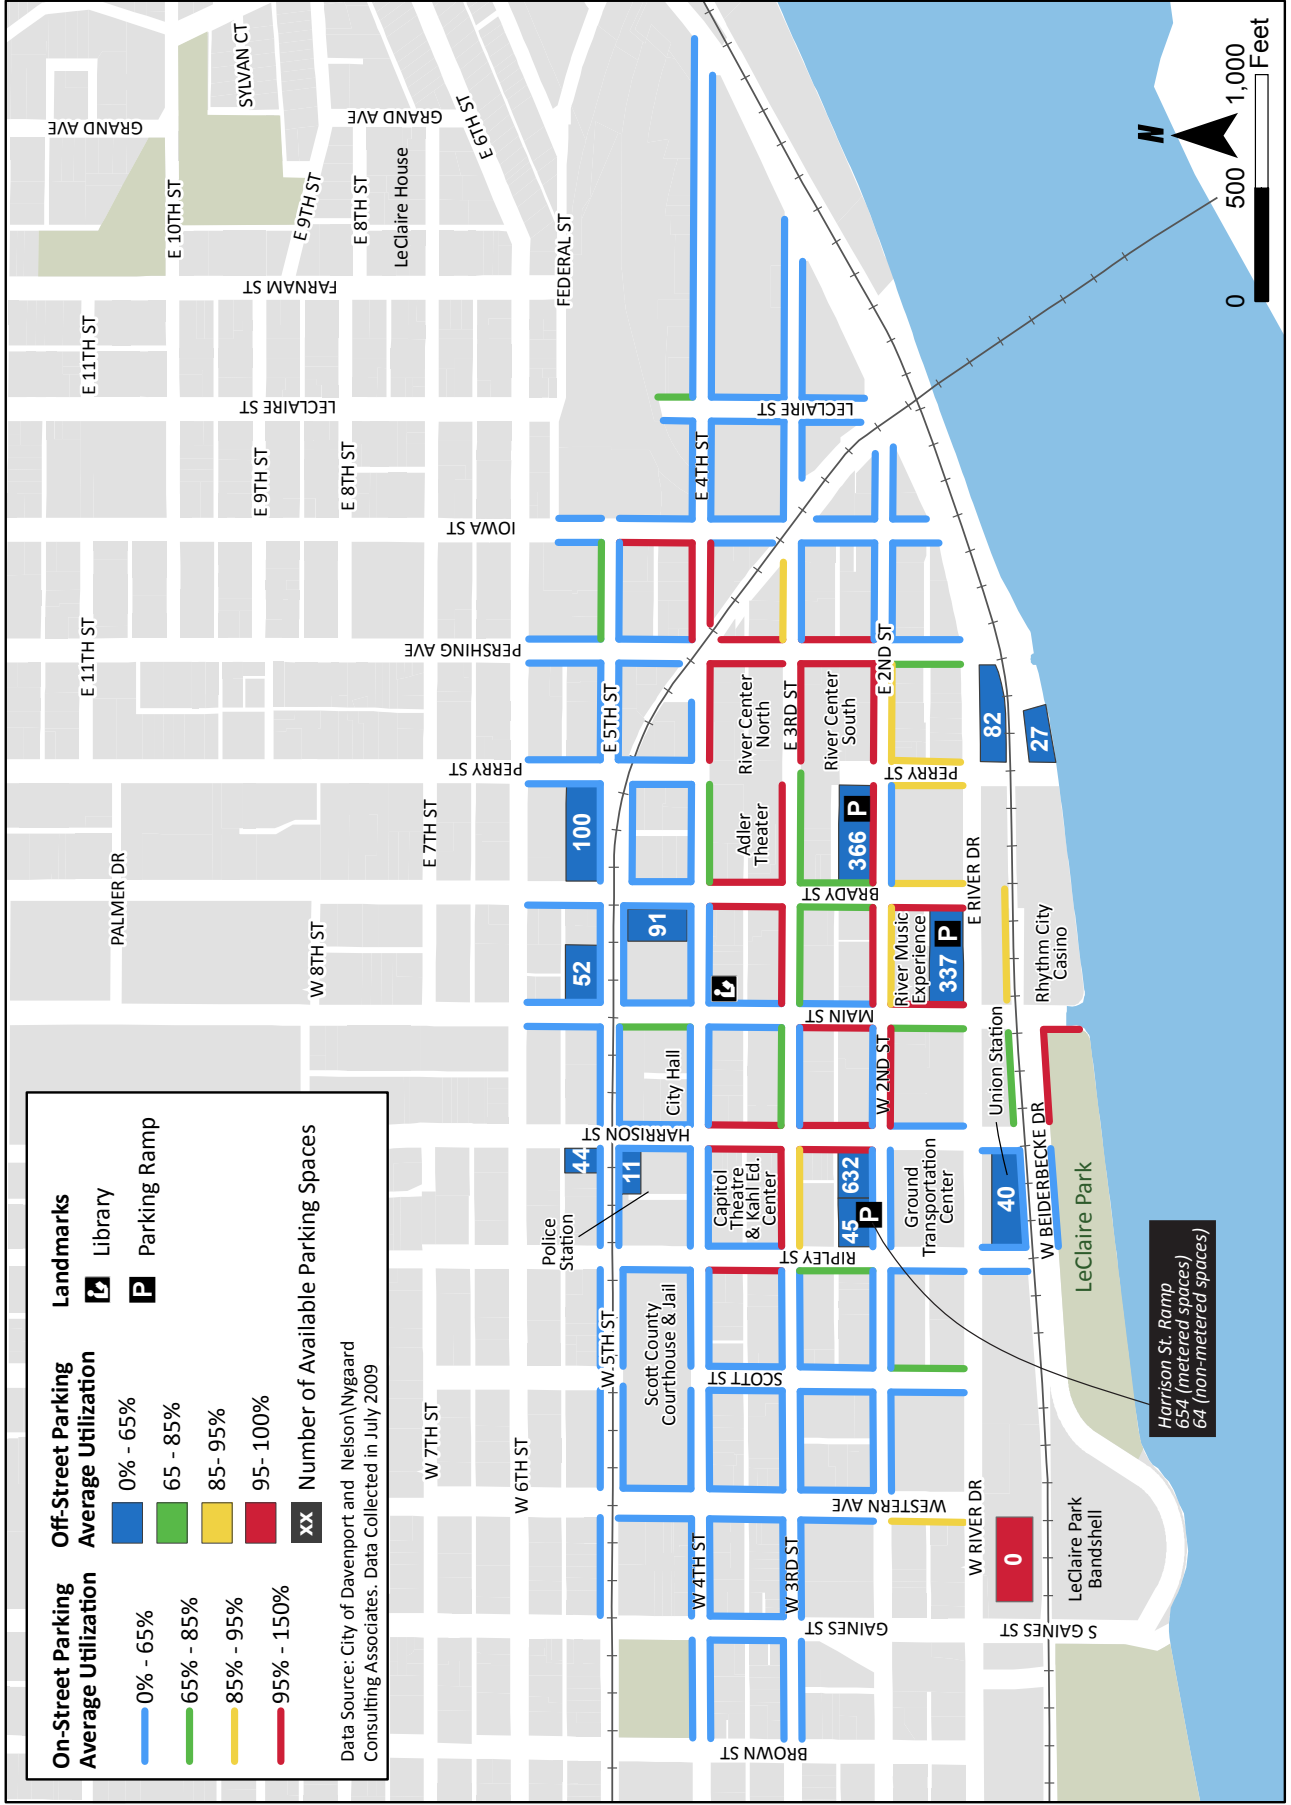 On-Street Parking
Average Utilization
0% - 65%
65% - 85%
85% - 95%
95% - 150%
Off-Street Parking
Average Utilization
0% - 65%
65 - 85%
85- 95%
95- 100%
xx Number of Available Parking Spaces
Landmarks
Library
P Parking Ramp
Data Source: City of Davenport and Nelson\Nygaard
Consulting Associates. Data Collected in July 2009
PALMER DR
E 11TH ST
E 11TH ST
E 10TH ST
GRAND AVE
SYLVAN CT
E 9TH ST
E 9TH ST
E 8TH ST
E 8TH ST
GRAND AVE
LeClaire House
E 6TH ST
FARNAM ST
LECLAIRE ST
W 8TH ST
E 7TH ST
W 7TH ST
W 6TH ST
IOWA ST
PERSHING AVE
PERRY ST
FEDERAL ST
Police
Station
44
52
100
W 5TH ST
E 5TH ST
11
91
HARRISON ST
City Hall
Scott County
Courthouse & Jail
W 4TH ST
E 4TH ST
BROWN ST
SCOTT ST
Capitol
Theatre
& Kahl Ed.
Center
Adler
Theater
River Center
North
LECLAIRE ST
W 3RD ST
E 3RD ST
GAINES ST
RIPLEY ST
MAIN ST
BRADY ST
River Center
South
45
632
P
366
P
W 2ND ST
E 2ND ST
WESTERN AVE
PERRY ST
Ground
Transportation
Center
River Music
Experience
337
P
W RIVER DR
E RIVER DR
S GAINES ST
0
40
Union Station
82
27
W BEIDERBECKE DR
Rhythm City
Casino
LeClaire Park
Bandshell
LeClaire Park
Harrison St. Ramp
654 (metered spaces)
64 (non-metered spaces)
N
0
500
1,000
Feet